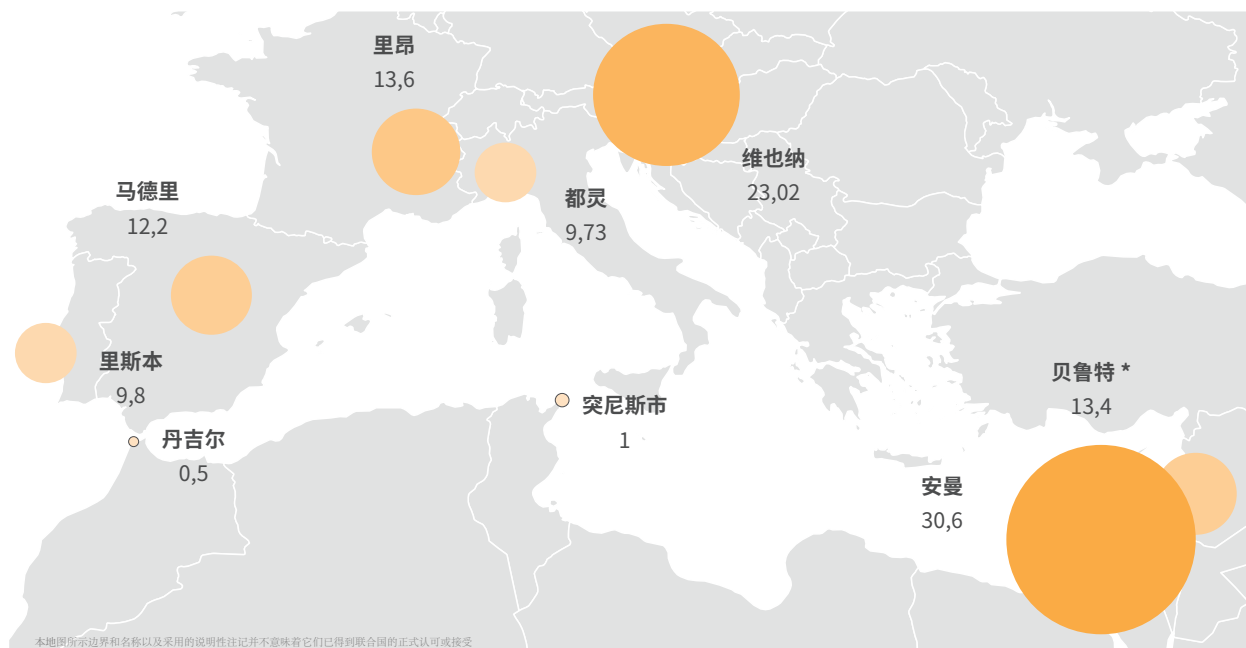 里昂
13,6
维也纳
23,02
马德里
12,2
都灵
9,73
里斯本
9,8
贝鲁特 *
13,4
突尼斯市
1
丹吉尔
0,5
安曼
30,6
本地图所示边界和名称以及采用的说明性注记并不意味着它们已得到联合国的正式认可或接受